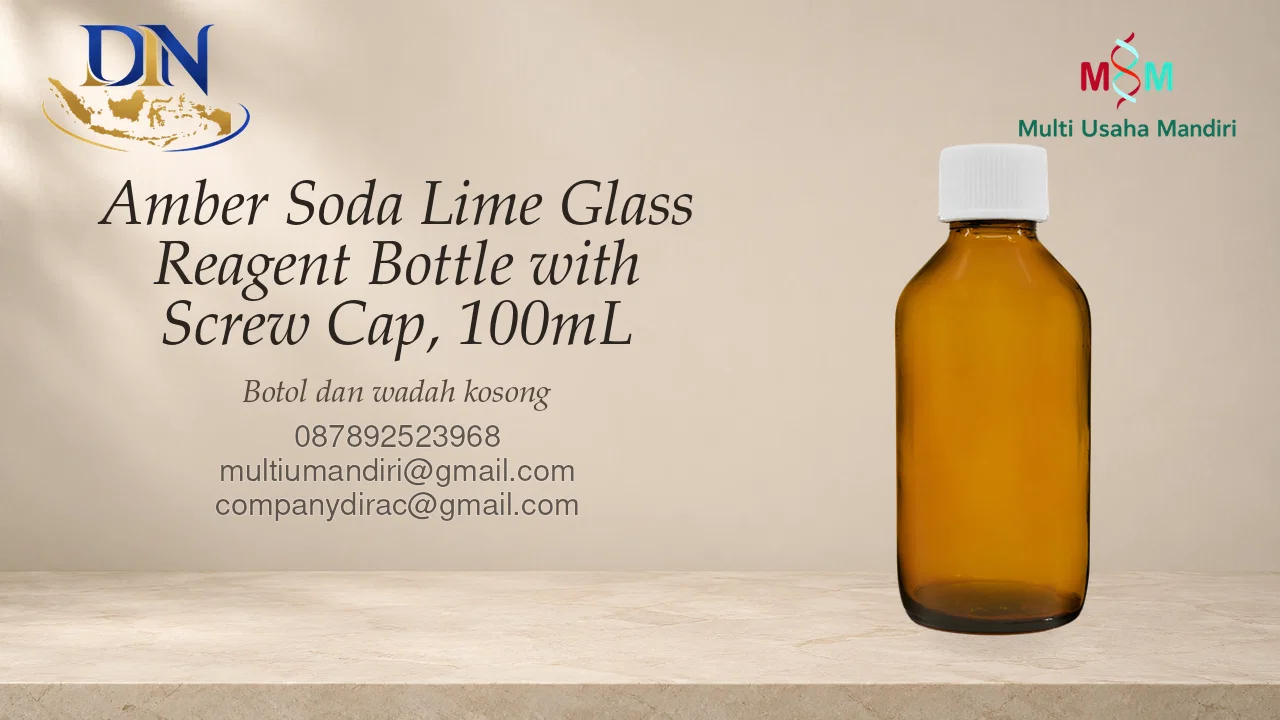 DN
M M
Multi Usaha Mandiri
Amber Soda Lime Glass
Reagent Bottle with
Screw Cap, 100mL
Botol dan wadah kosong
087892523968
multiumandiri@gmail.com
companydirac@gmail.com